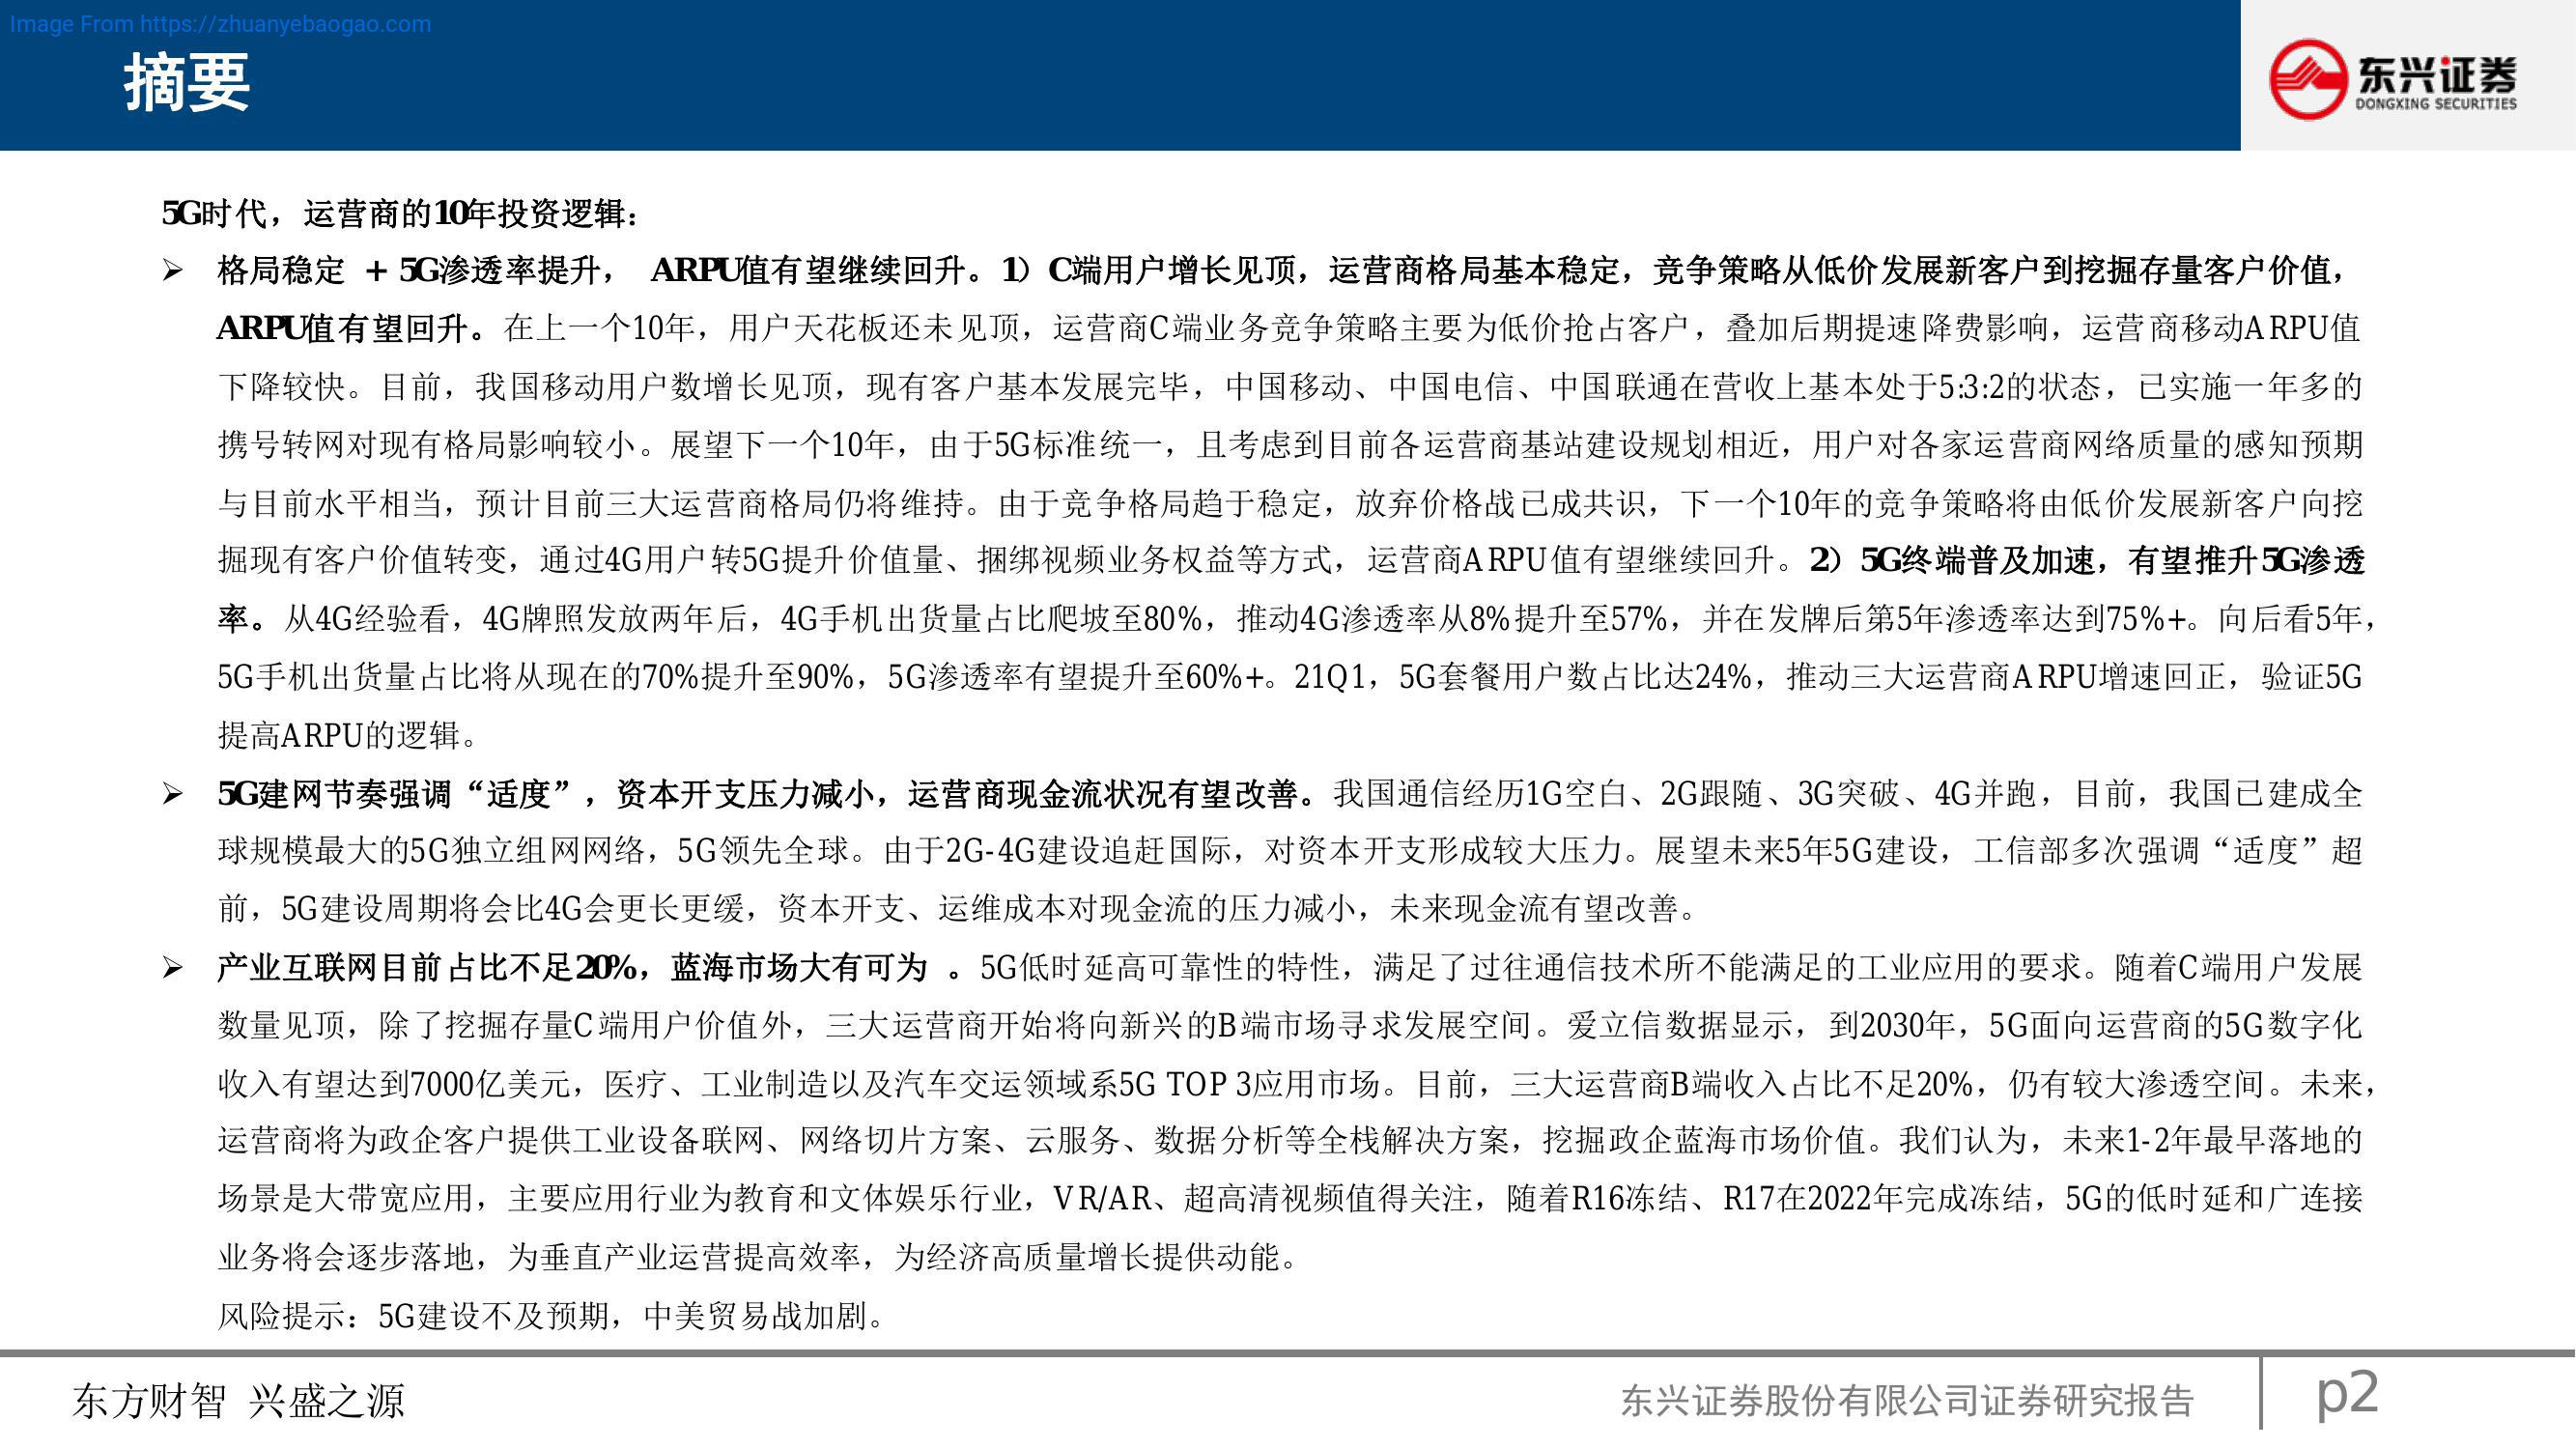 Image From https://zhuanyebaogao.com
摘要
东兴证券
DONGXING SECURITIES
5G时代，运营商的10年投资逻辑：
➢ 格局稳定 + 5G渗透率提升， ARPU值有望继续回升。1）C端用户增长见顶，运营商格局基本稳定，竞争策略从低价发展新客户到挖掘存量客户价值，
ARPU值有望回升。在上一个10年，用户天花板还未见顶，运营商C端业务竞争策略主要为低价抢占客户，叠加后期提速降费影响，运营商移动ARPU值
下降较快。目前，我国移动用户数增长见顶，现有客户基本发展完毕，中国移动、中国电信、中国联通在营收上基本处于5:3:2的状态，已实施一年多的
携号转网对现有格局影响较小。展望下一个10年，由于5G标准统一，且考虑到目前各运营商基站建设规划相近，用户对各家运营商网络质量的感知预期
与目前水平相当，预计目前三大运营商格局仍将维持。由于竞争格局趋于稳定，放弃价格战已成共识，下一个10年的竞争策略将由低价发展新客户向挖
掘现有客户价值转变，通过4G用户转5G提升价值量、捆绑视频业务权益等方式，运营商ARPU值有望继续回升。2）5G终端普及加速，有望推升5G渗透
率。从4G经验看，4G牌照发放两年后，4G手机出货量占比爬坡至80%，推动4G渗透率从8%提升至57%，并在发牌后第5年渗透率达到75%+。向后看5年，
5G手机出货量占比将从现在的70%提升至90%，5G渗透率有望提升至60%+。21Q1，5G套餐用户数占比达24%，推动三大运营商ARPU增速回正，验证5G
提高ARPU的逻辑。
➢ 5G建网节奏强调“适度”，资本开支压力减小，运营商现金流状况有望改善。我国通信经历1G空白、2G跟随、3G突破、4G并跑，目前，我国已建成全
球规模最大的5G独立组网网络，5G领先全球。由于2G-4G建设追赶国际，对资本开支形成较大压力。展望未来5年5G建设，工信部多次强调“适度”超
前，5G建设周期将会比4G会更长更缓，资本开支、运维成本对现金流的压力减小，未来现金流有望改善。
➢ 产业互联网目前占比不足20%，蓝海市场大有可为 。5G低时延高可靠性的特性，满足了过往通信技术所不能满足的工业应用的要求。随着C端用户发展
数量见顶，除了挖掘存量C端用户价值外，三大运营商开始将向新兴的B端市场寻求发展空间。爱立信数据显示，到2030年，5G面向运营商的5G数字化
收入有望达到7000亿美元，医疗、工业制造以及汽车交运领域系5G TOP 3应用市场。目前，三大运营商B端收入占比不足20%，仍有较大渗透空间。未来，
运营商将为政企客户提供工业设备联网、网络切片方案、云服务、数据分析等全栈解决方案，挖掘政企蓝海市场价值。我们认为，未来1-2年最早落地的
场景是大带宽应用，主要应用行业为教育和文体娱乐行业，VR/AR、超高清视频值得关注，随着R16冻结、R17在2022年完成冻结，5G的低时延和广连接
业务将会逐步落地，为垂直产业运营提高效率，为经济高质量增长提供动能。
风险提示：5G建设不及预期，中美贸易战加剧。
东方财智 兴盛之源
东兴证券股份有限公司证券研究报告
p2